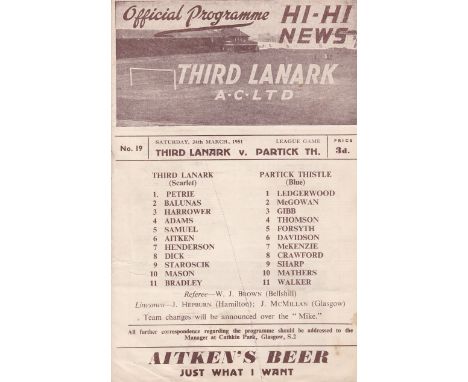 Official Programme
HI-HI
NEWS
THIRD LANARK
A·C·LTD
No. 19
SATURDAY, 24th MARCH, 1951 LEAGUE GAME
THIRD LANARK v. PARTICK TH.
PRICE
3d.
THIRD LANARK
(Scarlet)
1. PETRIE
2 BALUNAS
3 HARROWER
4 ADAMS
5 SAMUEL
6 AITKEN
7 HENDERSON
8 DICK
9 STAROSCIK
10 MASON
11 BRADLEY
PARTICK THISTLE
(Blue)
1 LEDGERWOOD
2 McGOWAN
3 GIBB
4 THOMSON
5 FORSYTH
6 DAVIDSON
7 McKENZIE
8 CRAWFORD
9 SHARP
10 MATHERS
11 WALKER
Referee—W. J. BROWN (Bellshill)
Linesmen—J. HEPBURN (Hamilton); J. McMILLAN (Glasgow)
Team changes will be announced over the "Mike."
All further correspondence regarding the programme should be addressed to the
Manager at Cathkin Park, Glasgow, S.2
AITKEN'S BEER
JUST WHAT I WANT